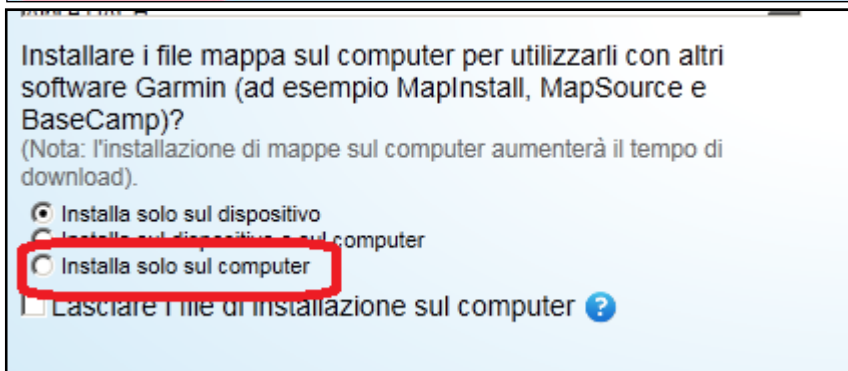 Installare i file mappa sul computer per utilizzarli con altri
software Garmin (ad esempio MapInstall, MapSource e
BaseCamp)?
(Nota: l'installazione di mappe sul computer aumenterà il tempo di
download).
Installa solo sul dispositivo
Installa sul dispositivo e sul computer
Installa solo sul computer
Lasciare i file di installazione sul computer ?